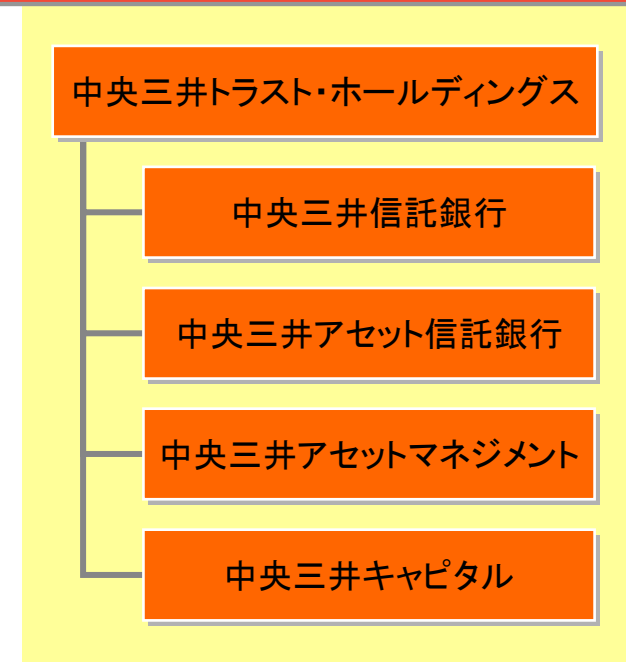 中央三井トラスト・ホールディングス
中央三井信託銀行
中央三井アセット信託銀行
中央三井アセットマネジメント
中央三井キャピタル